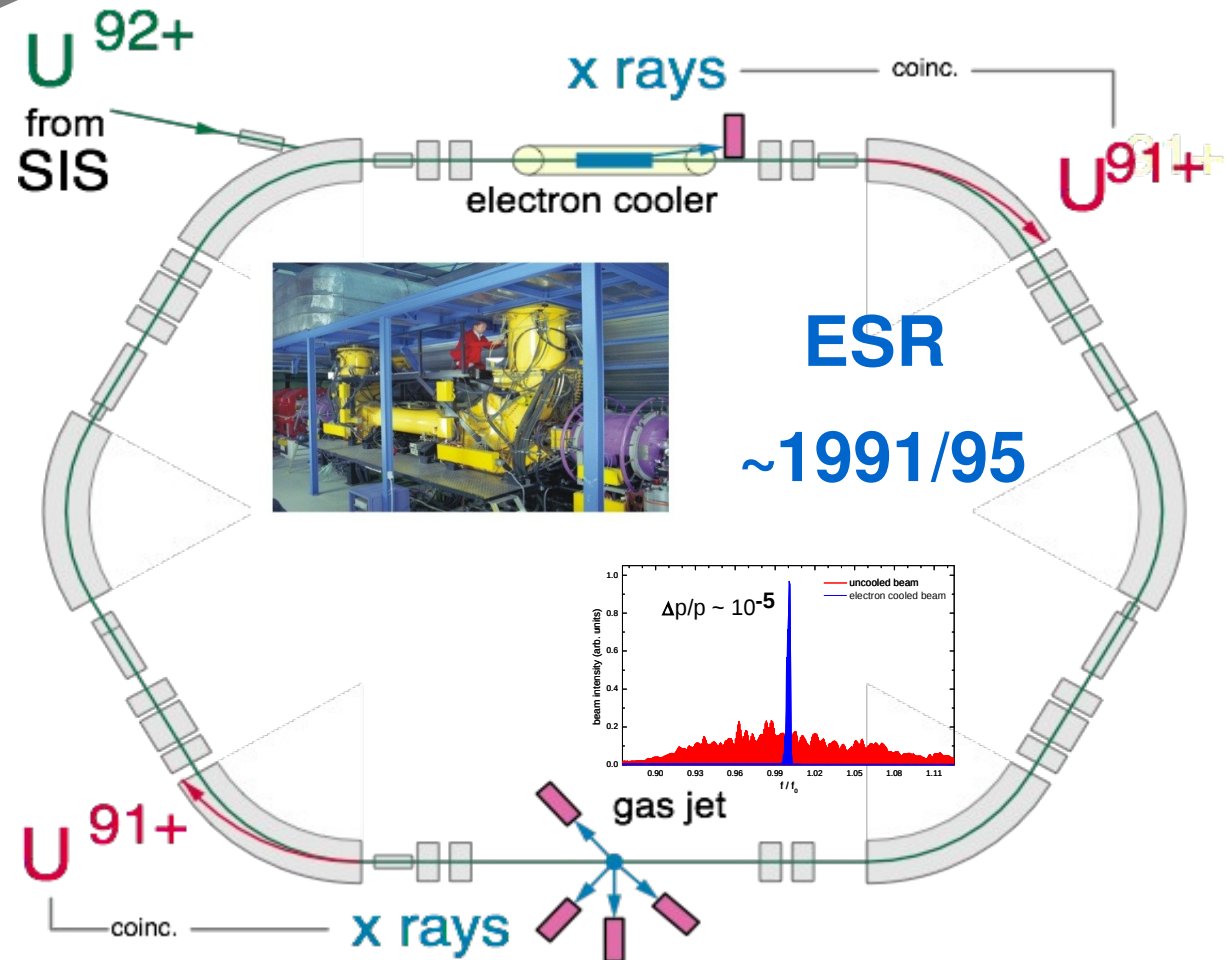 U 92+
from
SIS
x rays
coinc.
U91+
91+
electron cooler
ESR
~1991/95
Δp/p ~ 10-5
uncooled beam
electron cooled beam
beam intensity (arb. units)
1.0
0.8
0.6
0.4
0.2
0.0
0.90 0.93 0.96 0.99 1.02 1.05 1.08 1.11
f / f0
gas jet
U 91+
coinc.
x rays